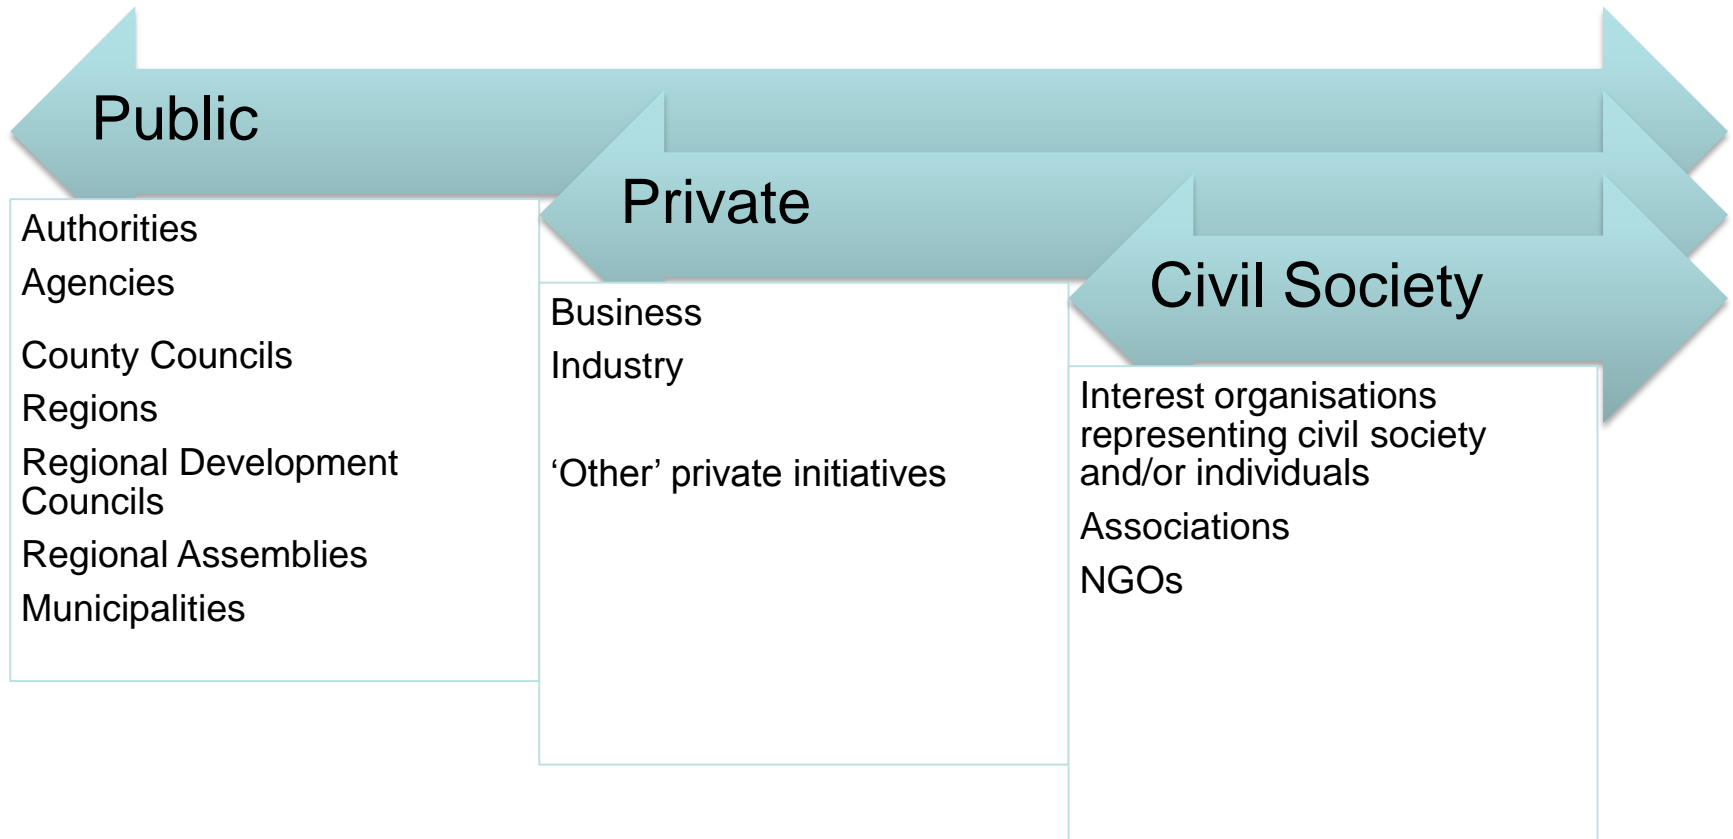 Public
Authorities
Agencies
County Councils
Regions
Regional Development
Councils
Regional Assemblies
Municipalities
Private
Business
Industry
‘Other’ private initiatives
Civil Society
Interest organisations
representing civil society
and/or individuals
Associations
NGOs